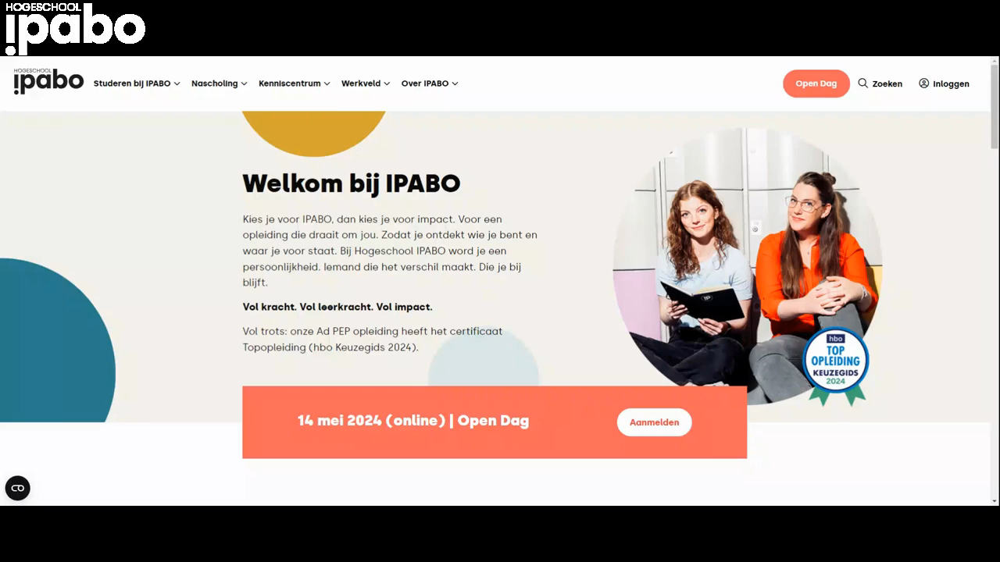 HOGESCHOOL
ipabo
HOGESCHOOL
ipabo
Studeren bij IPABO
Nascholing
Kenniscentrum
Werkveld
Over IPABO
Open Dag
Zoeken
Inloggen
Welkom bij IPABO
Kies je voor IPABO, dan kies je voor impact. Voor een
opleiding die draait om jou. Zodat je ontdekt wie je bent en
waar je voor staat. Bij Hogeschool IPABO word je een
persoonlijkheid. Iemand die het verschil maakt. Die je bij
blijft.
Vol kracht. Vol leerkracht. Vol impact.
Vol trots: onze Ad PEP opleiding heeft het certificaat
Topopleiding (hbo Keuzegids 2024).
IP
hbo
TOP
OPLEIDING
KEUZEGIDS
2024
14 mei 2024 (online) | Open Dag
Aanmelden